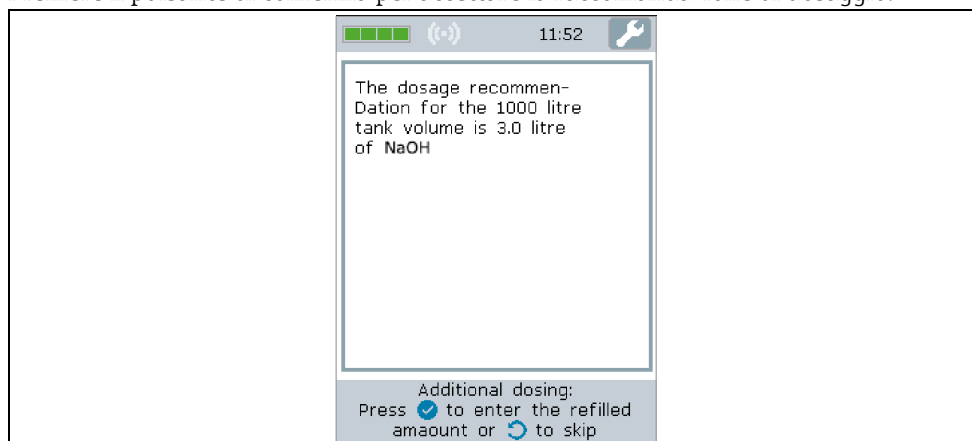 11:52
The dosage recommen-
Dation for the 1000 litre
tank volume is 3.0 litre
of NaOH
Additional dosing:
Press to enter the refilled
amaount or to skip